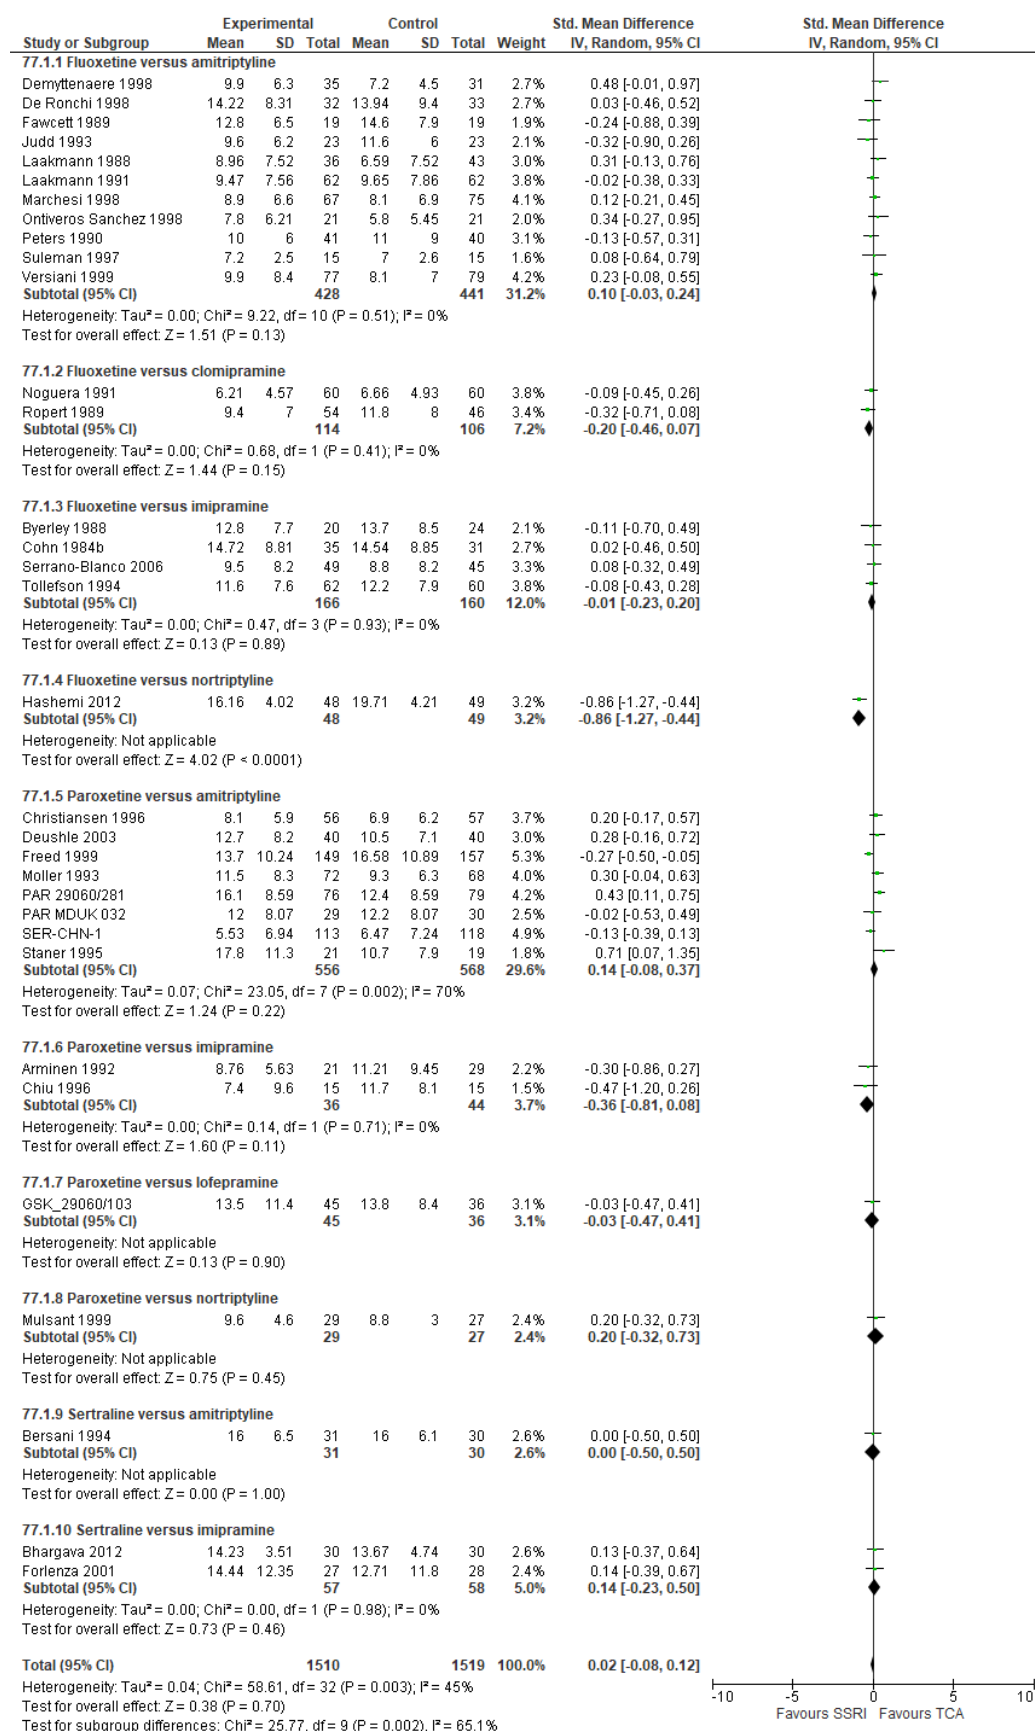 Experimental Control Std. Mean Difference Std. Mean Difference
Study or Subgroup Mean SD Total Mean SD Total Weight IV, Random, 95% CI IV, Random, 95% CI
77.1.1 Fluoxetine versus amitriptyline
Demyttenaere 1998 9.9 6.3 35 7.2 4.5 31 2.7% 0.48 [-0.01, 0.97]
De Ronchi 1998 14.22 8.31 32 13.94 9.4 33 2.7% 0.03 [-0.46, 0.52]
Fawcett 1989 12.8 6.5 19 14.6 7.9 19 1.9% -0.24 [-0.88, 0.39]
Judd 1993 9.6 6.2 23 11.6 6 23 2.1% -0.32 [-0.90, 0.26]
Laakmann 1988 8.96 7.52 36 6.59 7.52 43 3.0% 0.31 [-0.13, 0.76]
Laakmann 1991 9.47 7.56 62 9.65 7.86 62 3.8% -0.02 [-0.38, 0.33]
Marchesi 1998 8.9 6.6 67 8.1 6.9 75 4.1% 0.12 [-0.21, 0.45]
Ontiveros Sanchez 1998 7.8 6.21 21 5.8 5.45 21 2.0% 0.34 [-0.27, 0.95]
Peters 1990 10 6 41 11 9 40 3.1% -0.13 [-0.57, 0.31]
Suleman 1997 7.2 2.5 15 7 2.6 15 1.6% 0.08 [-0.64, 0.79]
Versiani 1999 9.9 8.4 77 8.1 7 79 4.2% 0.23 [-0.08, 0.55]
Subtotal (95% CI) 428 441 31.2% 0.10 [-0.03, 0.24]
Heterogeneity: Tau² = 0.00; Chi² = 9.22, df = 10 (P = 0.51); I² = 0%
Test for overall effect: Z = 1.51 (P = 0.13)
77.1.2 Fluoxetine versus clomipramine
Noguera 1991 6.21 4.57 60 6.66 4.93 60 3.8% -0.09 [-0.45, 0.26]
Ropert 1989 9.4 7 54 11.8 8 46 3.4% -0.32 [-0.71, 0.08]
Subtotal (95% CI) 114 106 7.2% -0.20 [-0.46, 0.07]
Heterogeneity: Tau² = 0.00; Chi² = 0.68, df = 1 (P = 0.41); I² = 0%
Test for overall effect: Z = 1.44 (P = 0.15)
77.1.3 Fluoxetine versus imipramine
Byerley 1988 12.8 7.7 20 13.7 8.5 24 2.1% -0.11 [-0.70, 0.49]
Cohn 1984b 14.72 8.81 35 14.54 8.85 31 2.7% 0.02 [-0.46, 0.50]
Serrano-Blanco 2006 9.5 8.2 49 8.8 8.2 45 3.3% 0.08 [-0.32, 0.49]
Tollefson 1994 11.6 7.6 62 12.2 7.9 60 3.8% -0.08 [-0.43, 0.28]
Subtotal (95% CI) 166 160 12.0% -0.01 [-0.23, 0.20]
Heterogeneity: Tau² = 0.00; Chi² = 0.47, df = 3 (P = 0.93); I² = 0%
Test for overall effect: Z = 0.13 (P = 0.89)
77.1.4 Fluoxetine versus nortriptyline
Hashemi 2012 16.16 4.02 48 19.71 4.21 49 3.2% -0.86 [-1.27, -0.44]
Subtotal (95% CI) 48 49 3.2% -0.86 [-1.27, -0.44]
Heterogeneity: Not applicable
Test for overall effect: Z = 4.02 (P < 0.0001)
77.1.5 Paroxetine versus amitriptyline
Christiansen 1996 8.1 5.9 56 6.9 6.2 57 3.7% 0.20 [-0.17, 0.57]
Deushle 2003 12.7 8.2 40 10.5 7.1 40 3.0% 0.28 [-0.16, 0.72]
Freed 1999 13.7 10.24 149 16.58 10.89 157 5.3% -0.27 [-0.50, -0.05]
Moller 1993 11.5 8.3 72 9.3 6.3 68 4.0% 0.30 [-0.04, 0.63]
PAR 29060/281 16.1 8.59 76 12.4 8.59 79 4.2% 0.43 [0.11, 0.75]
PAR MDUK 032 12 8.07 29 12.2 8.07 30 2.5% -0.02 [-0.53, 0.49]
SER-CHN-1 5.53 6.94 113 6.47 7.24 118 4.9% -0.13 [-0.39, 0.13]
Staner 1995 17.8 11.3 21 10.7 7.9 19 1.8% 0.71 [0.07, 1.35]
Subtotal (95% CI) 556 568 29.6% 0.14 [-0.08, 0.37]
Heterogeneity: Tau² = 0.07; Chi² = 23.05, df = 7 (P = 0.002); I² = 70%
Test for overall effect: Z = 1.24 (P = 0.22)
77.1.6 Paroxetine versus imipramine
Arminen 1992 8.76 5.63 21 11.21 9.45 29 2.2% -0.30 [-0.86, 0.27]
Chiu 1996 7.4 9.6 15 11.7 8.1 15 1.5% -0.47 [-1.20, 0.26]
Subtotal (95% CI) 36 44 3.7% -0.36 [-0.81, 0.08]
Heterogeneity: Tau² = 0.00; Chi² = 0.14, df = 1 (P = 0.71); I² = 0%
Test for overall effect: Z = 1.60 (P = 0.11)
77.1.7 Paroxetine versus lofepramine
GSK_29060/103 13.5 11.4 45 13.8 8.4 36 3.1% -0.03 [-0.47, 0.41]
Subtotal (95% CI) 45 36 3.1% -0.03 [-0.47, 0.41]
Heterogeneity: Not applicable
Test for overall effect: Z = 0.13 (P = 0.90)
77.1.8 Paroxetine versus nortriptyline
Mulsant 1999 9.6 4.6 29 8.8 3 27 2.4% 0.20 [-0.32, 0.73]
Subtotal (95% CI) 29 27 2.4% 0.20 [-0.32, 0.73]
Heterogeneity: Not applicable
Test for overall effect: Z = 0.75 (P = 0.45)
77.1.9 Sertraline versus amitriptyline
Bersani 1994 16 6.5 31 16 6.1 30 2.6% 0.00 [-0.50, 0.50]
Subtotal (95% CI) 31 30 2.6% 0.00 [-0.50, 0.50]
Heterogeneity: Not applicable
Test for overall effect: Z = 0.00 (P = 1.00)
77.1.10 Sertraline versus imipramine
Bhargava 2012 14.23 3.51 30 13.67 4.74 30 2.6% 0.13 [-0.37, 0.64]
Forlenza 2001 14.44 12.35 27 12.71 11.8 28 2.4% 0.14 [-0.39, 0.67]
Subtotal (95% CI) 57 58 5.0% 0.14 [-0.23, 0.50]
Heterogeneity: Tau² = 0.00; Chi² = 0.00, df = 1 (P = 0.98); I² = 0%
Test for overall effect: Z = 0.73 (P = 0.46)
Total (95% CI) 1510 1519 100.0% 0.02 [-0.08, 0.12]
Heterogeneity: Tau² = 0.04; Chi² = 58.61, df = 32 (P = 0.003); I² = 45%
Test for overall effect: Z = 0.38 (P = 0.70)
Test for subgroup differences: Chi² = 25.77, df = 9 (P = 0.002), I² = 65.1%
-10 -5 0 5 10
Favours SSRI Favours TCA